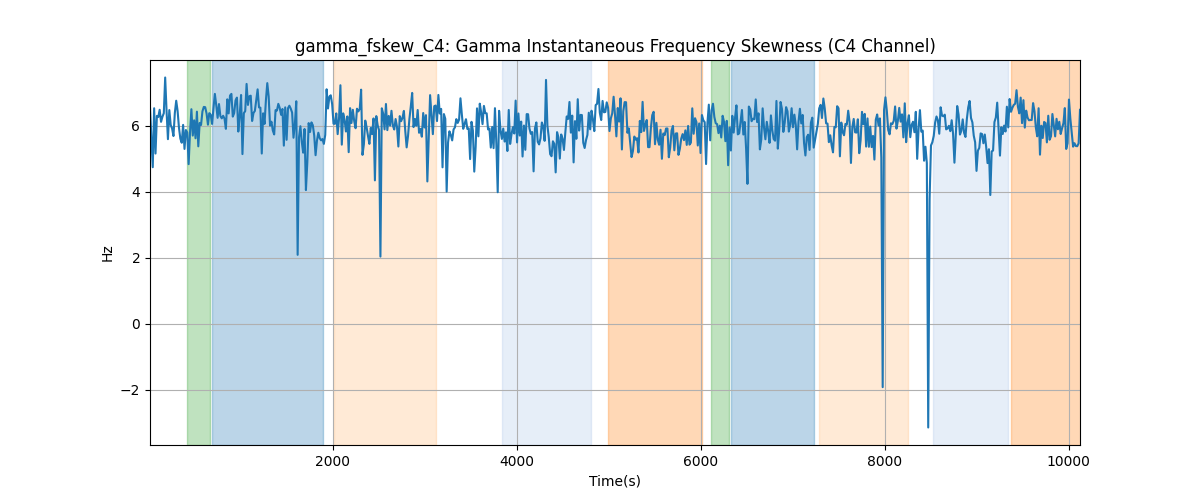 gamma_fskew_C4: Gamma Instantaneous Frequency Skewness (C4 Channel)
6
4
2
0
−2
Hz
2000 4000 6000 8000 10000
Time(s)